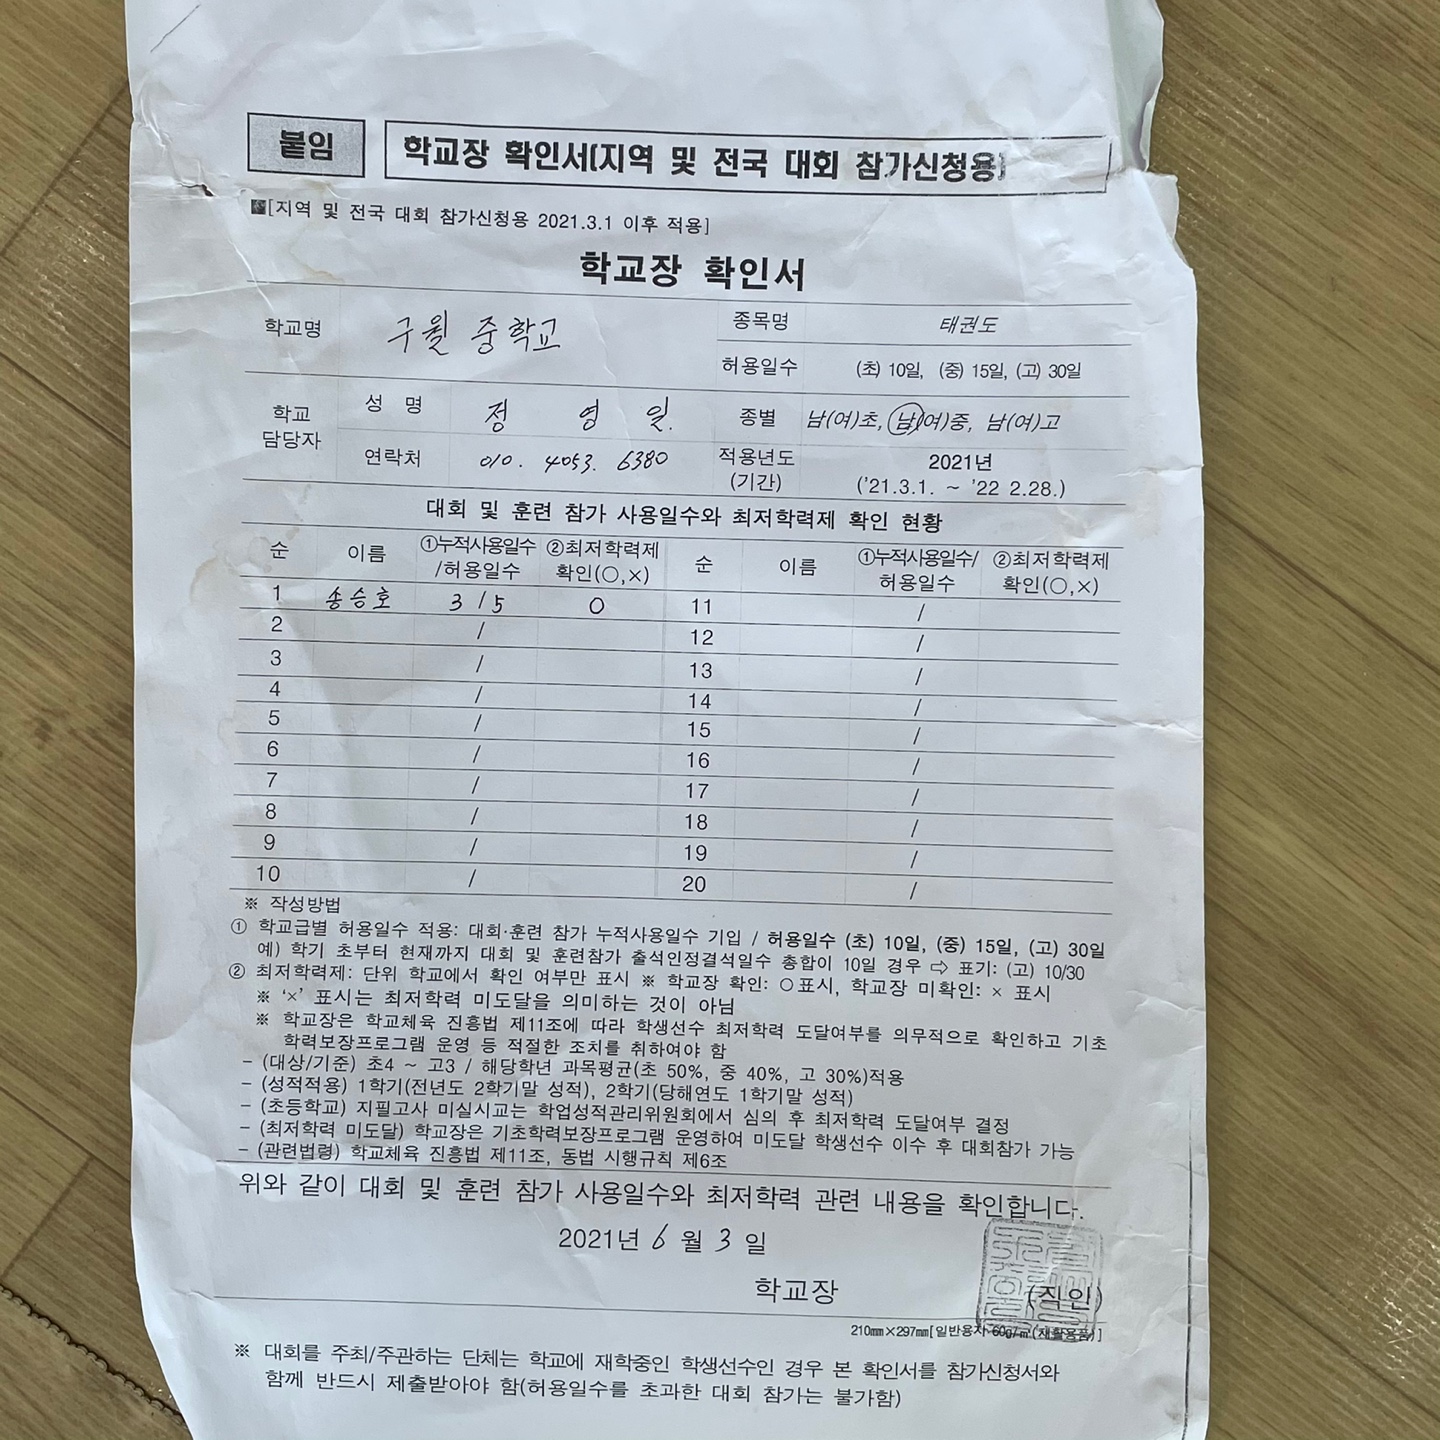 붙임
학교장 확인서(지역 및 전국 대회 참가신청용)
[지역 및 전국 대회 참가신청용 2021.3.1 이후 적용]
학교장 확인서
학교명 구월 중학교 종목명 태권도
허용일수 (초) 10일, (중) 15일, (고) 30일
학교 담당자 성 명 정 영 일. 종별 남(여)초, 남(여)중, 남(여)고
연락처 010. 4053. 6380 적용년도 (기간) 2021년 ('21.3.1. ~ '22 2.28.)
대회 및 훈련 참가 사용일수와 최저학력제 확인 현황
순 이름 ①누적사용일수/허용일수 ②최저학력제 확인(○,×) 순 이름 ①누적사용일수/허용일수 ②최저학력제 확인(○,×)
1 송승호 3 / 5 ○ 11 /
2 / 12 /
3 / 13 /
4 / 14 /
5 / 15 /
6 / 16 /
7 / 17 /
8 / 18 /
9 / 19 /
10 / 20 /
※ 작성방법
① 학교급별 허용일수 적용: 대회·훈련 참가 누적사용일수 기입 / 허용일수 (초) 10일, (중) 15일, (고) 30일
예) 학기 초부터 현재까지 대회 및 훈련참가 출석인정결석일수 총합이 10일 경우 ⇨ 표기: (고) 10/30
② 최저학력제: 단위 학교에서 확인 여부만 표시 ※ 학교장 확인: ○표시, 학교장 미확인: × 표시
※ '×' 표시는 최저학력 미도달을 의미하는 것이 아님
※ 학교장은 학교체육 진흥법 제11조에 따라 학생선수 최저학력 도달여부를 의무적으로 확인하고 기초
학력보장프로그램 운영 등 적절한 조치를 취하여야 함
- (대상/기준) 초4 ~ 고3 / 해당학년 과목평균(초 50%, 중 40%, 고 30%)적용
- (성적적용) 1학기(전년도 2학기말 성적), 2학기(당해연도 1학기말 성적)
- (초등학교) 지필고사 미실시교는 학업성적관리위원회에서 심의 후 최저학력 도달여부 결정
- (최저학력 미도달) 학교장은 기초학력보장프로그램 운영하여 미도달 학생선수 이수 후 대회참가 가능
- (관련법령) 학교체육 진흥법 제11조, 동법 시행규칙 제6조
위와 같이 대회 및 훈련 참가 사용일수와 최저학력 관련 내용을 확인합니다.
2021년 6 월 3 일
학교장 (직인)
210㎜×297㎜[일반용지 60g/㎡(재활용품)]
※ 대회를 주최/주관하는 단체는 학교에 재학중인 학생선수인 경우 본 확인서를 참가신청서와
함께 반드시 제출받아야 함(허용일수를 초과한 대회 참가는 불가함)